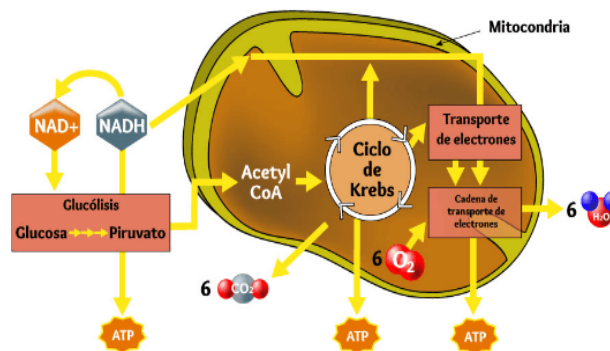 Mitocondria
NAD+
NADH
Transporte
de electrones
Ciclo
de
Krebs
Acetyl
CoA
Glucólisis
Glucosa Piruvato
Cadena de
transporte de
electrones
6 H₂O
6 O₂
6 CO₂
ATP
ATP
ATP